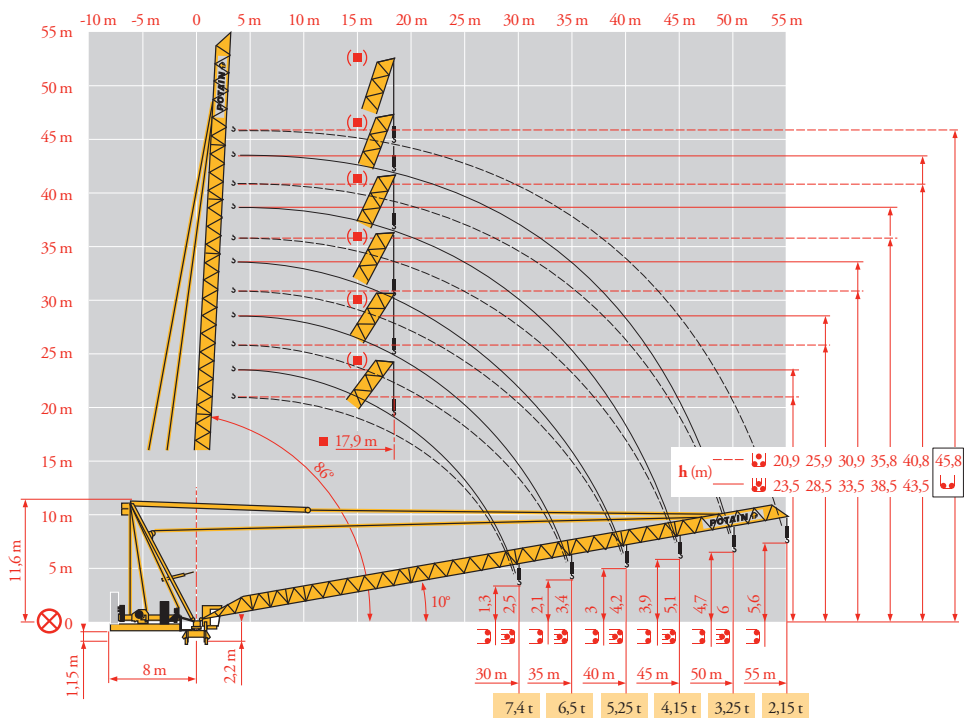 -10 m -5 m 0 5 m 10 m 15 m 20 m 25 m 30 m 35 m 40 m 45 m 50 m 55 m
55 m
50 m
45 m
40 m
35 m
30 m
25 m
20 m
15 m
10 m
5 m
0
POTAIN
(■)
(■)
(■)
(■)
(■)
(■)
■ 17,9 m
86°
h (m)
20,9 25,9 30,9 35,8 40,8 45,8
23,5 28,5 33,5 38,5 43,5
POTAIN
11,6 m
10°
1,3 2,5 2,1 3,4 3 4,2 3,9 5,1 4,7 6 5,6
1,15 m
8 m
2,2 m
30 m 35 m 40 m 45 m 50 m 55 m
7,4 t 6,5 t 5,25 t 4,15 t 3,25 t 2,15 t